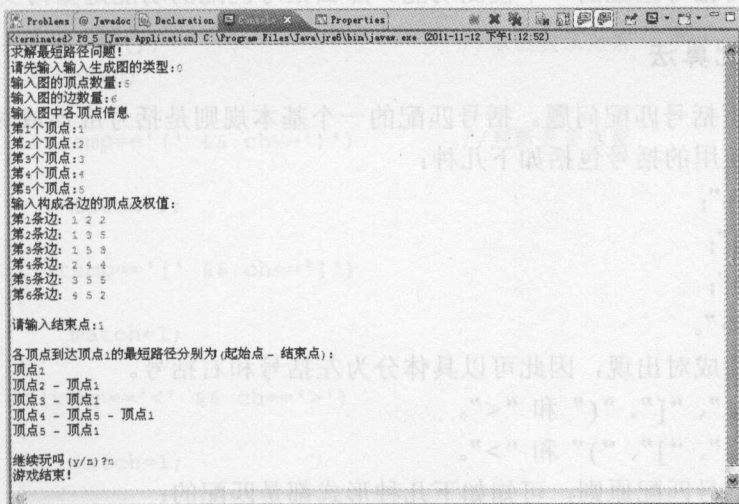 Problems @ Javadoc Declaration Console Properties
<terminated> P8_5 [Java Application] C:\Program Files\Java\jre6\bin\javaw.exe (2011-11-12 下午1:12:52)
求解最短路径问题!
请先输入输入生成图的类型:0
输入图的顶点数量:5
输入图的边数量:6
输入图中各顶点信息
第1个顶点:1
第2个顶点:2
第3个顶点:3
第4个顶点:4
第5个顶点:5
输入构成各边的顶点及权值:
第1条边: 1 2 2
第2条边: 1 3 5
第3条边: 1 5 3
第4条边: 2 4 4
第5条边: 3 5 5
第6条边: 4 5 2
请输入结束点:1
各顶点到达顶点1的最短路径分别为(起始点 - 结束点):
顶点1
顶点2 - 顶点1
顶点3 - 顶点1
顶点4 - 顶点5 - 顶点1
顶点5 - 顶点1
继续玩吗(y/n)?n
游戏结束!